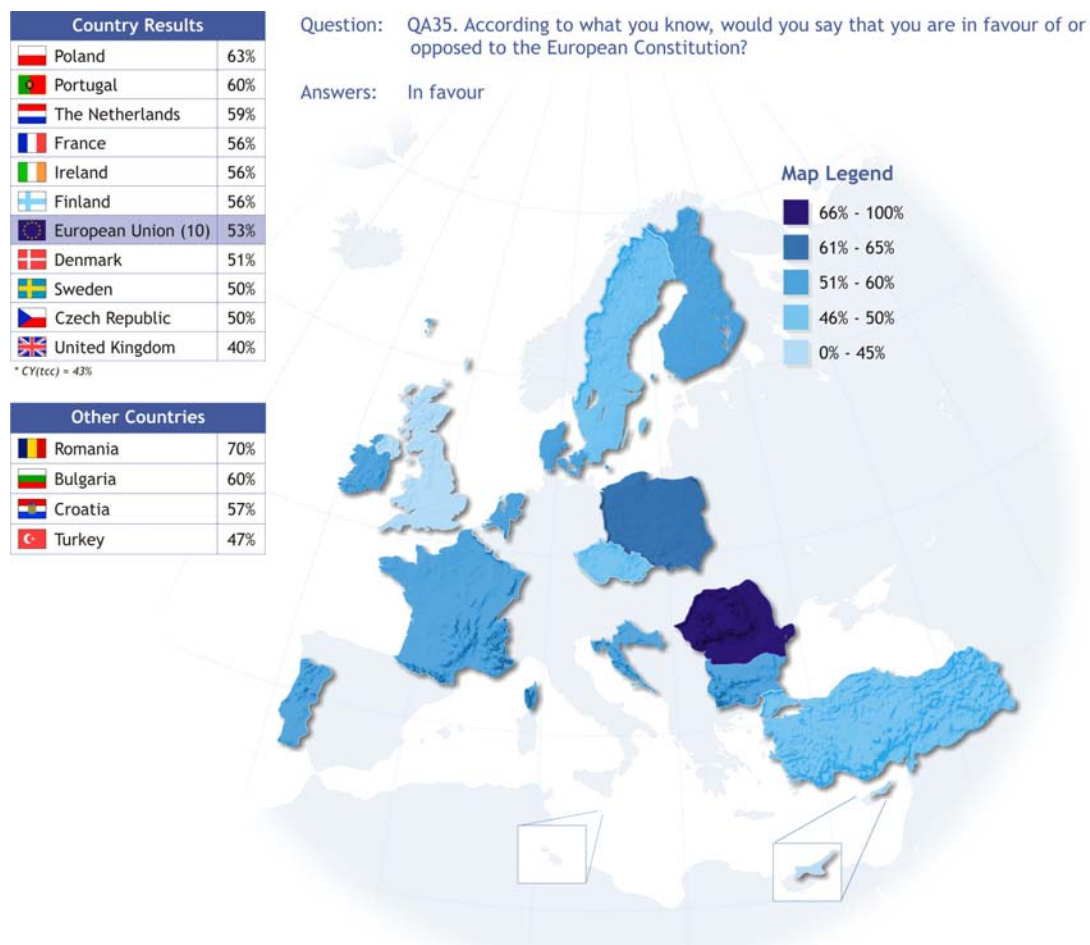 Country Results
Poland 63%
Portugal 60%
The Netherlands 59%
France 56%
Ireland 56%
Finland 56%
European Union (10) 53%
Denmark 51%
Sweden 50%
Czech Republic 50%
United Kingdom 40%
* CY(tcc) = 43%
Other Countries
Romania 70%
Bulgaria 60%
Croatia 57%
Turkey 47%
Question: QA35. According to what you know, would you say that you are in favour of or
opposed to the European Constitution?
Answers: In favour
Map Legend
66% - 100%
61% - 65%
51% - 60%
46% - 50%
0% - 45%